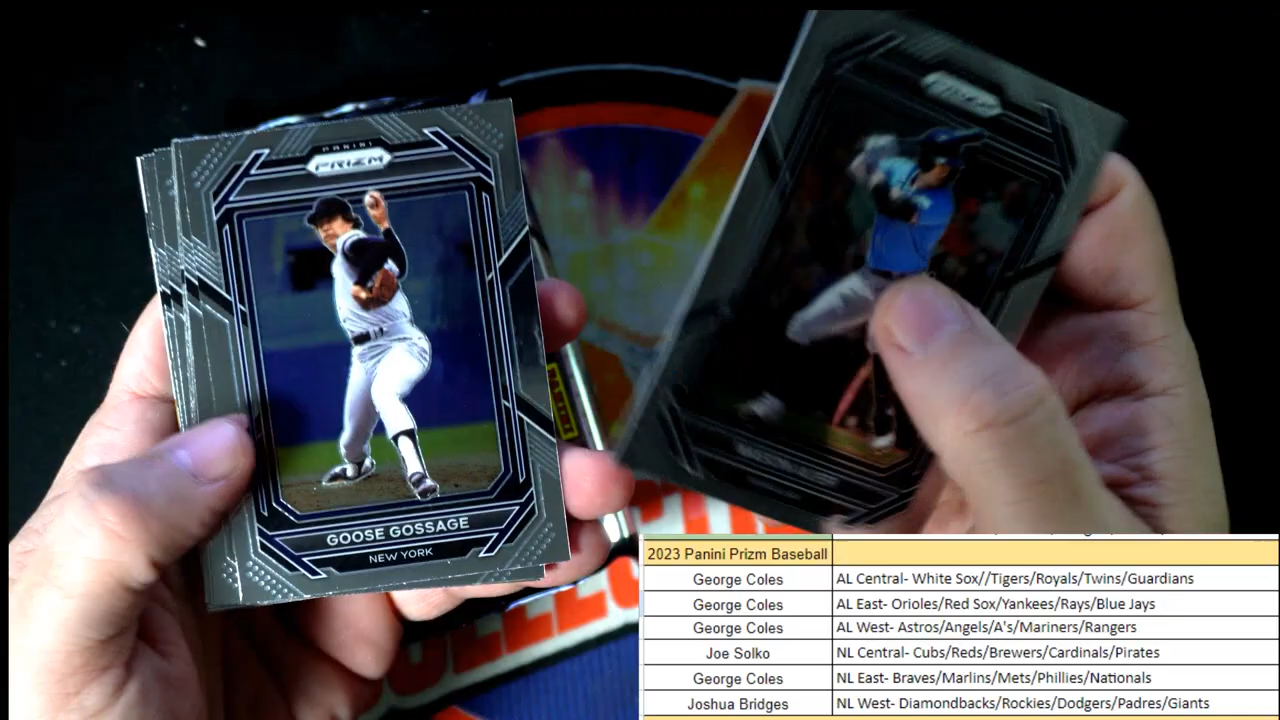 PANINI
PRIZM
GOOSE GOSSAGE
NEW YORK
PRIZM
2023 Panini Prizm Baseball
George Coles AL Central- White Sox//Tigers/Royals/Twins/Guardians
George Coles AL East- Orioles/Red Sox/Yankees/Rays/Blue Jays
George Coles AL West- Astros/Angels/A's/Mariners/Rangers
Joe Solko NL Central- Cubs/Reds/Brewers/Cardinals/Pirates
George Coles NL East- Braves/Marlins/Mets/Phillies/Nationals
Joshua Bridges NL West- Diamondbacks/Rockies/Dodgers/Padres/Giants